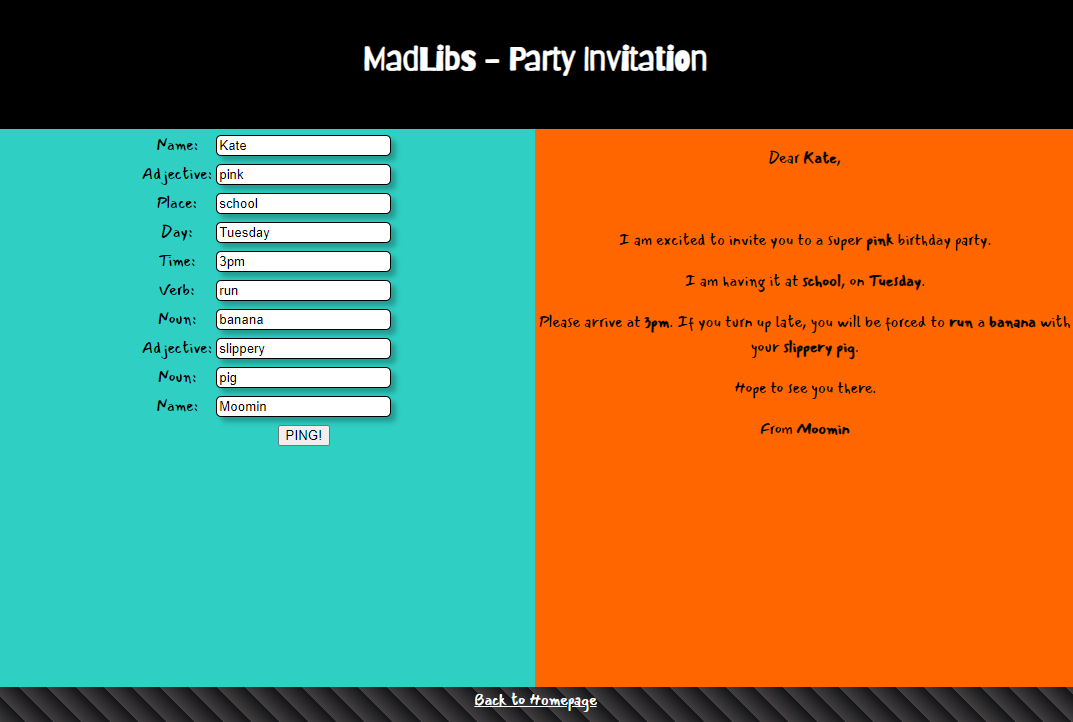 MadLibs - Party Invitation
Name: Kate
Adjective: pink
Place: school
Day: Tuesday
Time: 3pm
Verb: run
Noun: banana
Adjective: slippery
Noun: pig
Name: Moomin
PING!
Dear Kate,
I am excited to invite you to a super pink birthday party.
I am having it at school, on Tuesday.
Please arrive at 3pm. If you turn up late, you will be forced to run a banana with
your slippery pig.
Hope to see you there.
From Moomin
Back to Homepage